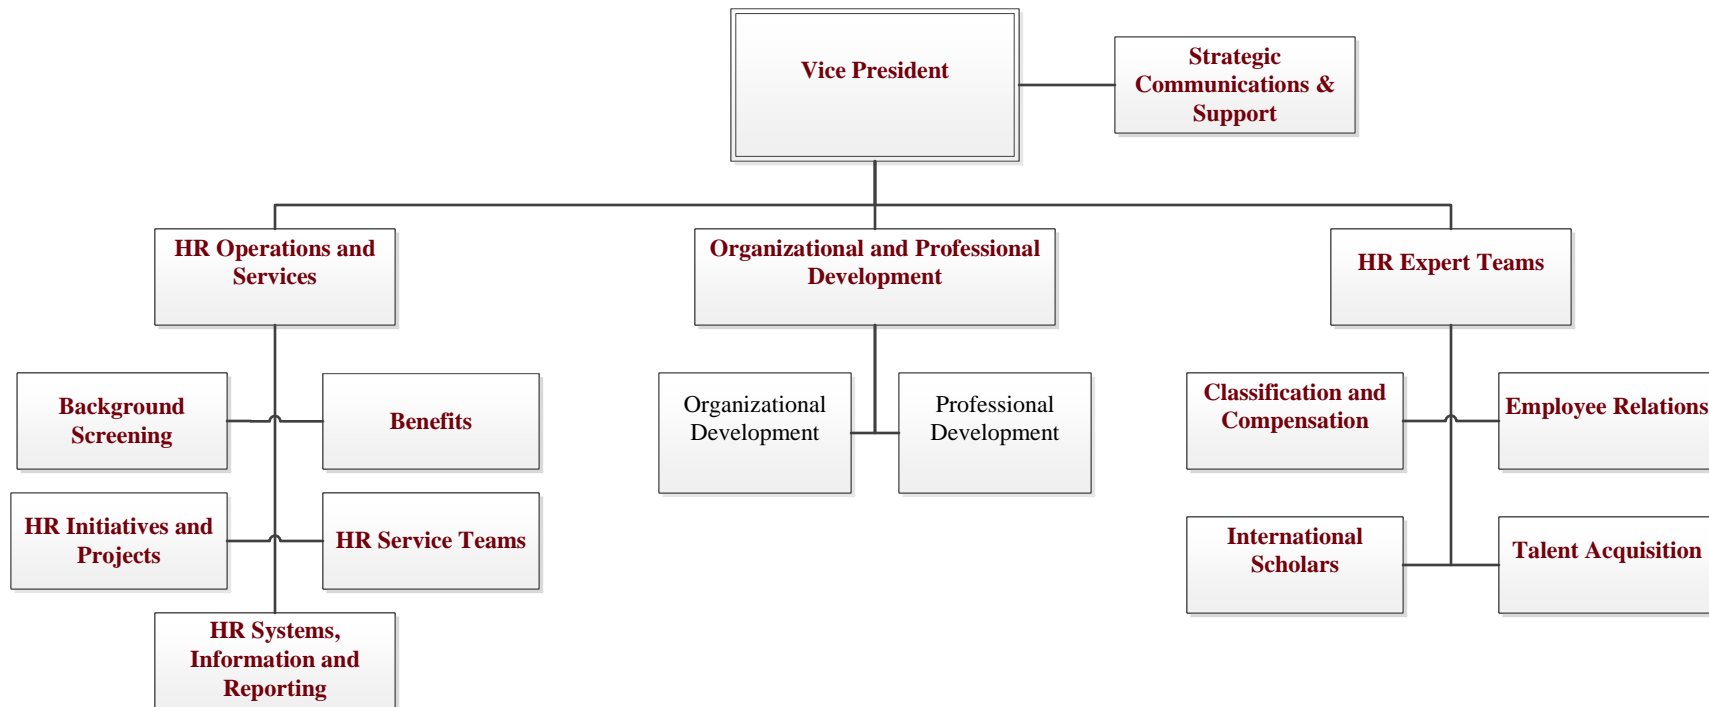 Vice President
Strategic
Communications &
Support
HR Operations and
Services
Organizational and Professional
Development
HR Expert Teams
Background
Screening
Benefits
Organizational
Development
Professional
Development
Classification and
Compensation
Employee Relations
HR Initiatives and
Projects
HR Service Teams
International
Scholars
Talent Acquisition
HR Systems,
Information and
Reporting